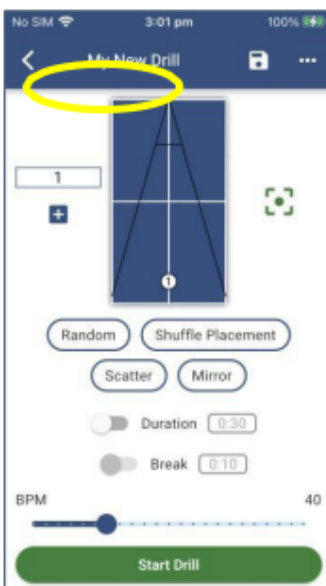 No SIM 3:01 pm 100%
My New Drill
1
1
Random Shuffle Placement
Scatter Mirror
Duration 0:30
Break 0:10
BPM 40
Start Drill